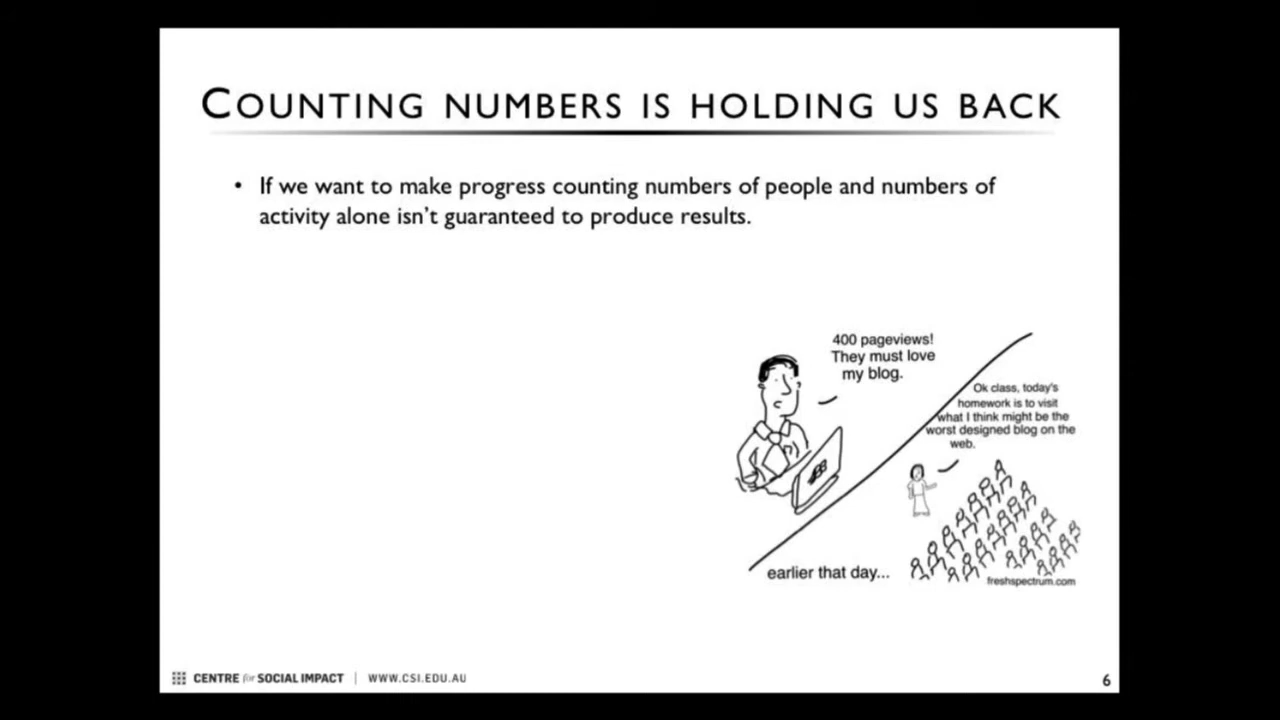 COUNTING NUMBERS IS HOLDING US BACK
• If we want to make progress counting numbers of people and numbers of
activity alone isn't guaranteed to produce results.
400 pageviews!
They must love
my blog.
Ok class, today's
homework is to visit
what I think might be the
worst designed blog on the
web.
earlier that day...
freshspectrum.com
CENTRE for SOCIAL IMPACT | WWW.CSI.EDU.AU
6